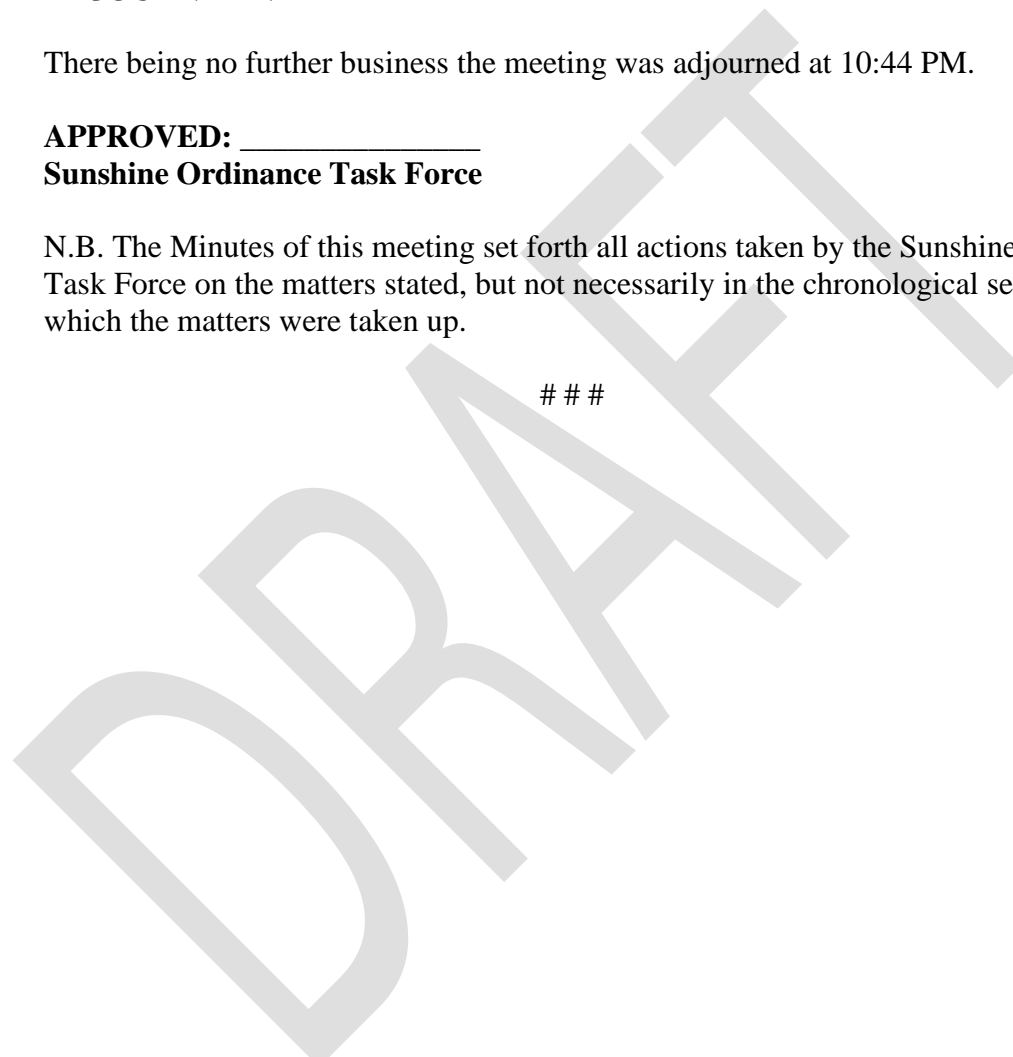 There being no further business the meeting was adjourned at 10:44 PM.
APPROVED: _______________
Sunshine Ordinance Task Force
N.B. The Minutes of this meeting set forth all actions taken by the Sunshine
Task Force on the matters stated, but not necessarily in the chronological se
which the matters were taken up.
# # #
DRAFT